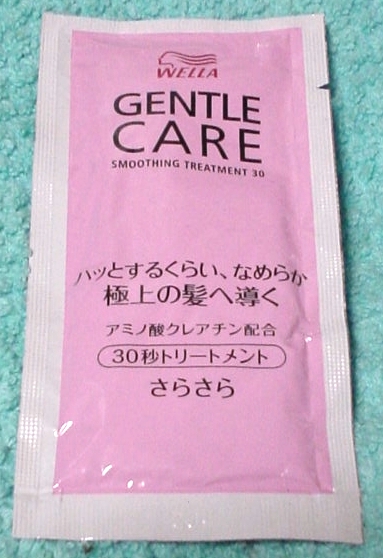 WELLA
GENTLE
CARE
SMOOTHING TREATMENT 30
ハッとするくらい、なめらか
極上の髪へ導く
アミノ酸クレアチン配合
30秒トリートメント
さらさら